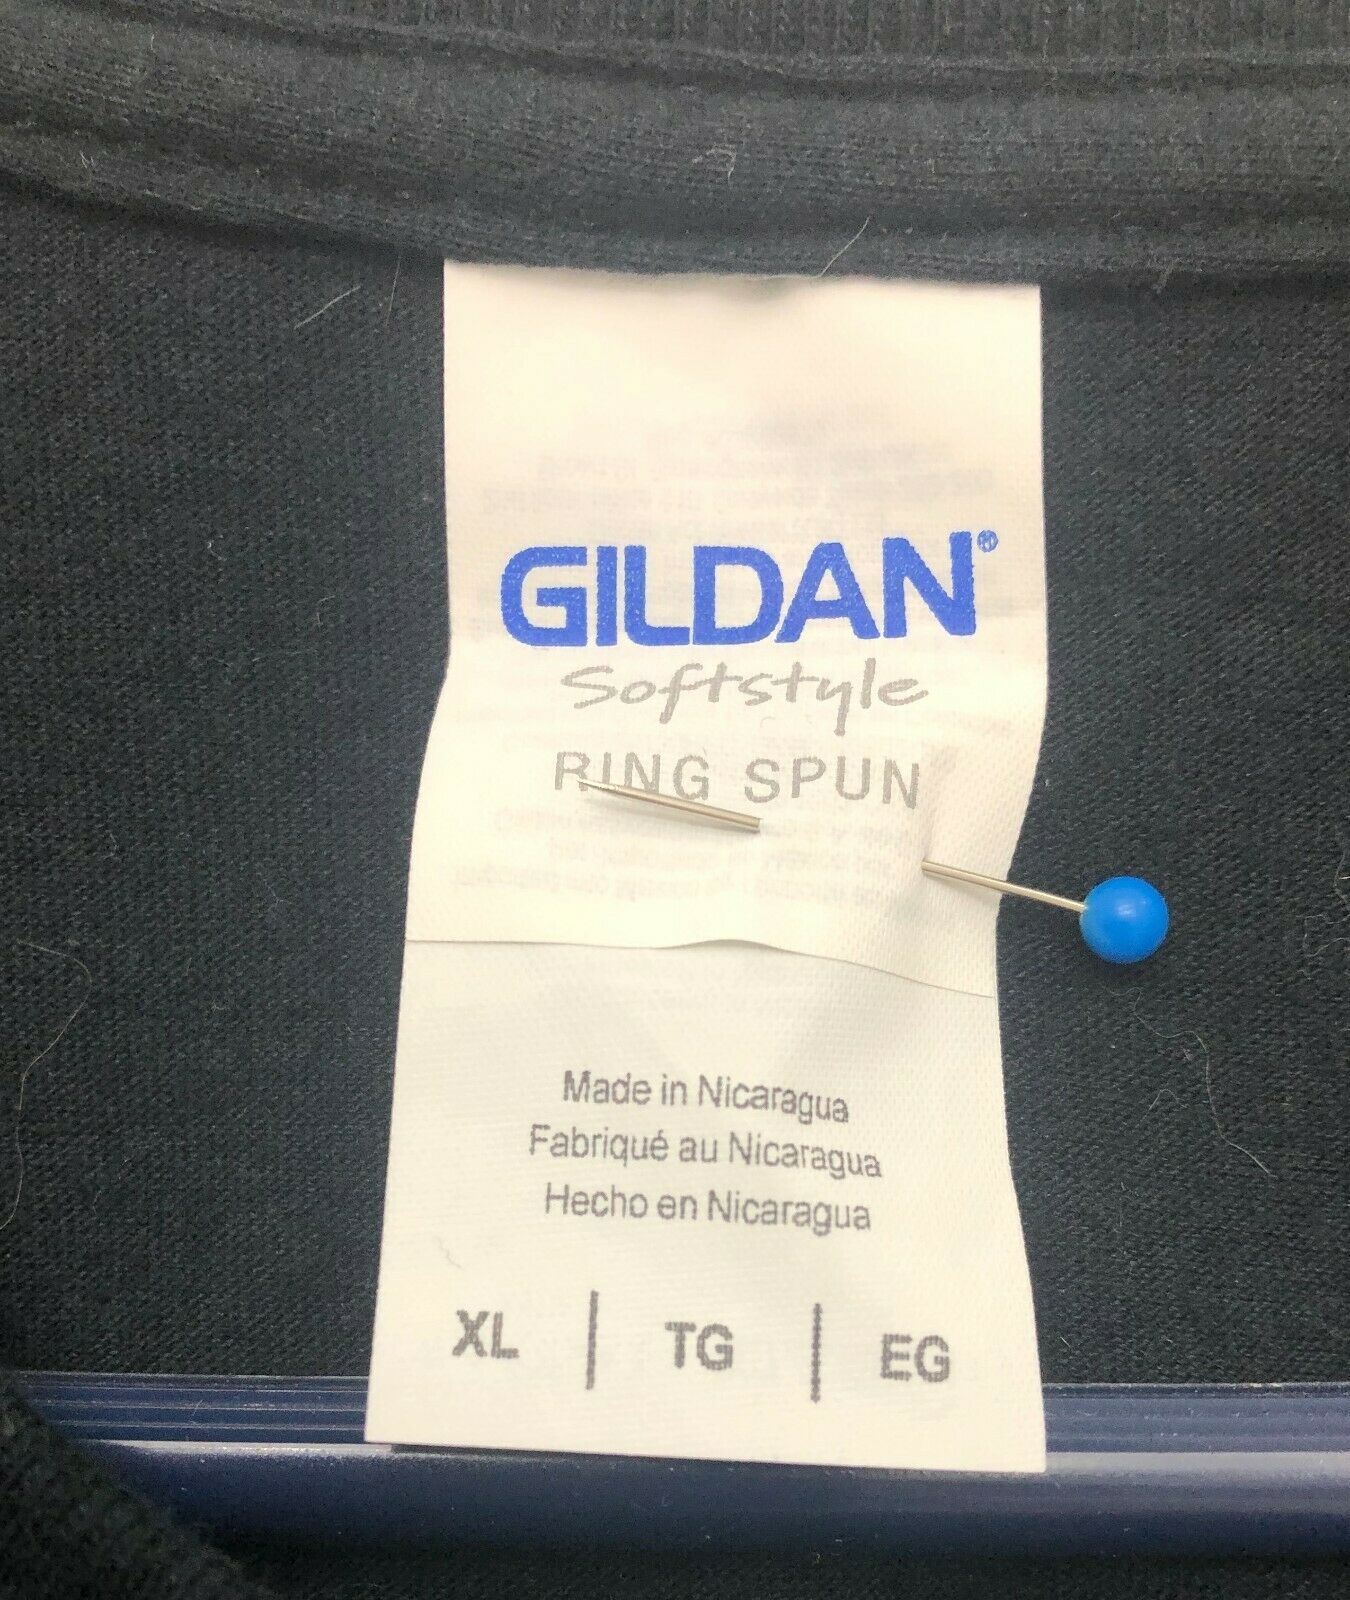 GILDAN®
Softstyle
RING SPUN
Made in Nicaragua
Fabriqué au Nicaragua
Hecho en Nicaragua
XL | TG | EG